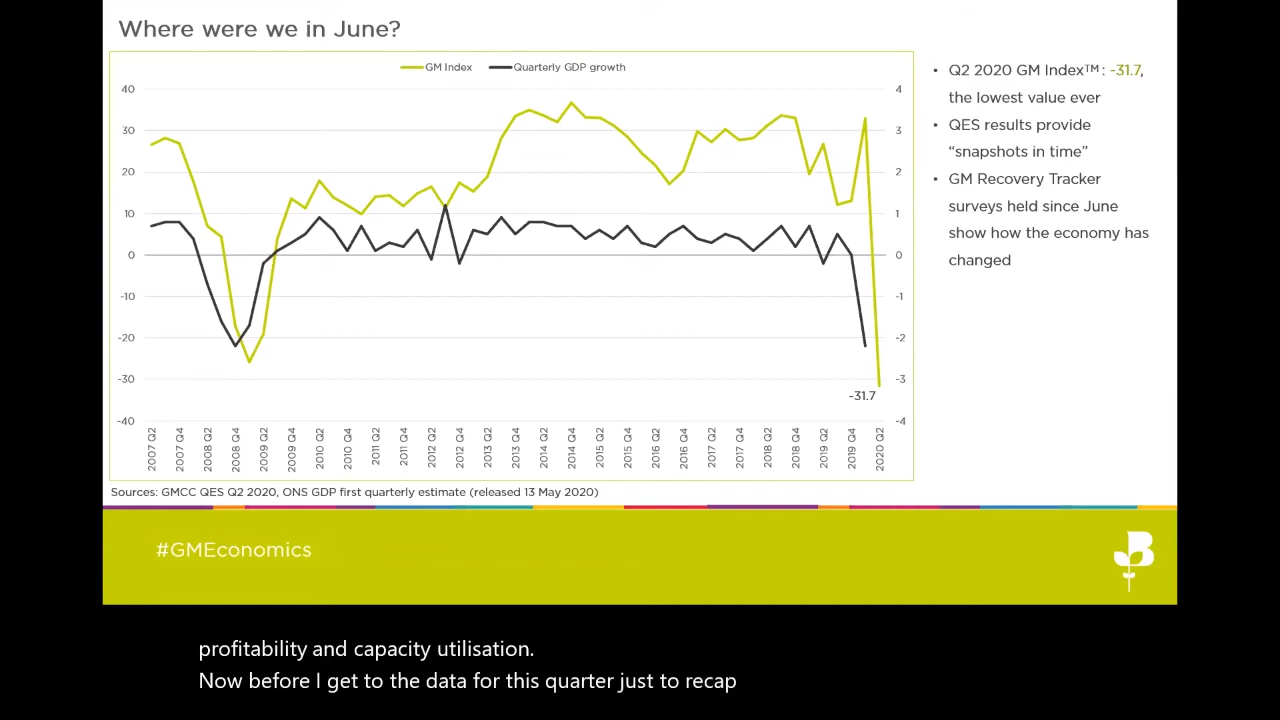 Where were we in June?
GM Index
Quarterly GDP growth
40
30
20
10
0
-10
-20
-30
-40
4
3
2
1
0
-1
-2
-3
-4
-31.7
2007 Q2
2007 Q4
2008 Q2
2008 Q4
2009 Q2
2009 Q4
2010 Q2
2010 Q4
2011 Q2
2011 Q4
2012 Q2
2012 Q4
2013 Q2
2013 Q4
2014 Q2
2014 Q4
2015 Q2
2015 Q4
2016 Q2
2016 Q4
2017 Q2
2017 Q4
2018 Q2
2018 Q4
2019 Q2
2019 Q4
2020 Q2
Sources: GMCC QES Q2 2020, ONS GDP first quarterly estimate (released 13 May 2020)
• Q2 2020 GM Index™: -31.7,
the lowest value ever
• QES results provide
“snapshots in time”
• GM Recovery Tracker
surveys held since June
show how the economy has
changed
#GMEconomics
profitability and capacity utilisation.
Now before I get to the data for this quarter just to recap